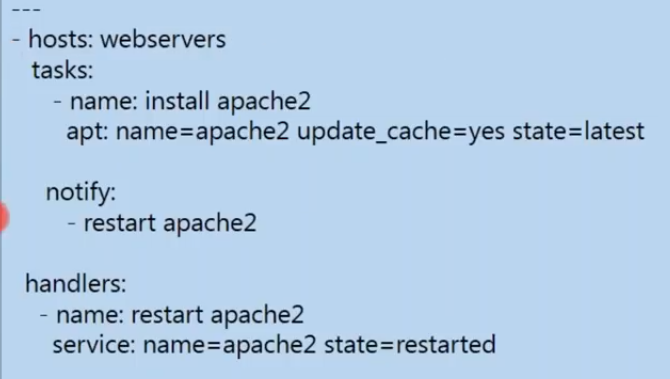 ---
- hosts: webservers
tasks:
- name: install apache2
apt: name=apache2 update_cache=yes state=latest
notify:
- restart apache2
handlers:
- name: restart apache2
service: name=apache2 state=restarted